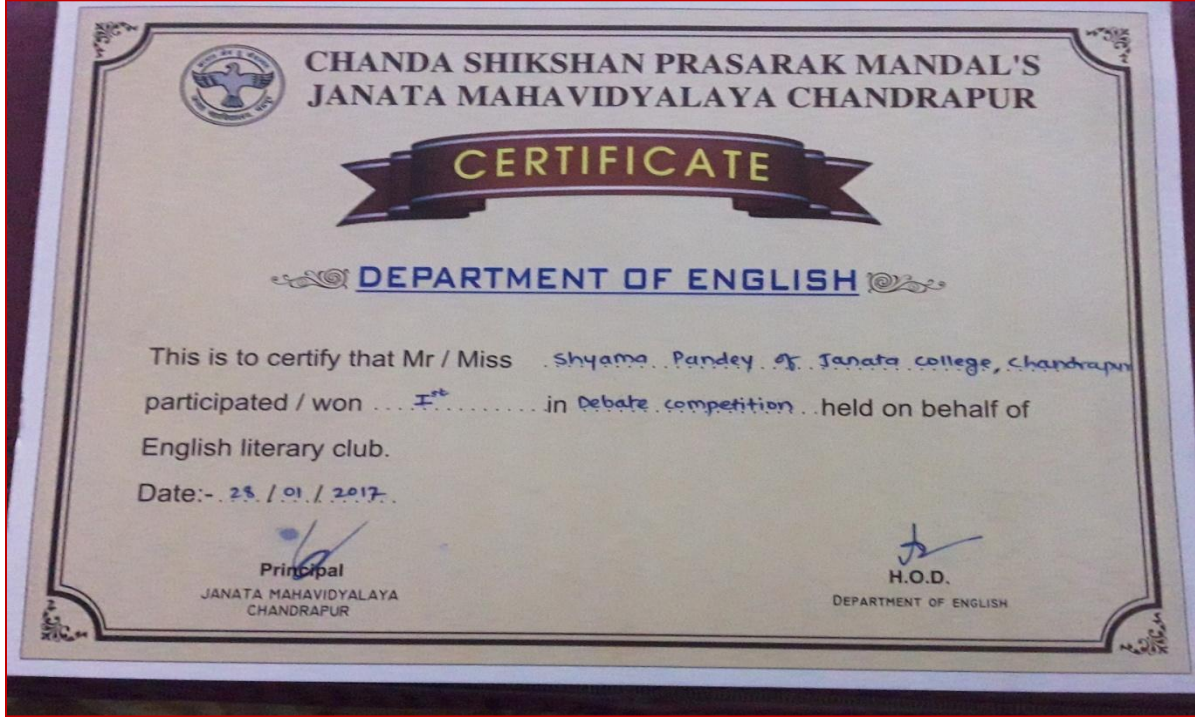 CHANDA SHIKSHAN PRASARAK MANDAL'S
JANATA MAHAVIDYALAYA CHANDRAPUR
CERTIFICATE
DEPARTMENT OF ENGLISH
This is to certify that Mr / Miss Shyama Pandey of Janata college, Chandrapur
participated / won Ist in Debate competition held on behalf of
English literary club.
Date:- 28 / 01 / 2017
Principal
JANATA MAHAVIDYALAYA
CHANDRAPUR
H.O.D.
DEPARTMENT OF ENGLISH